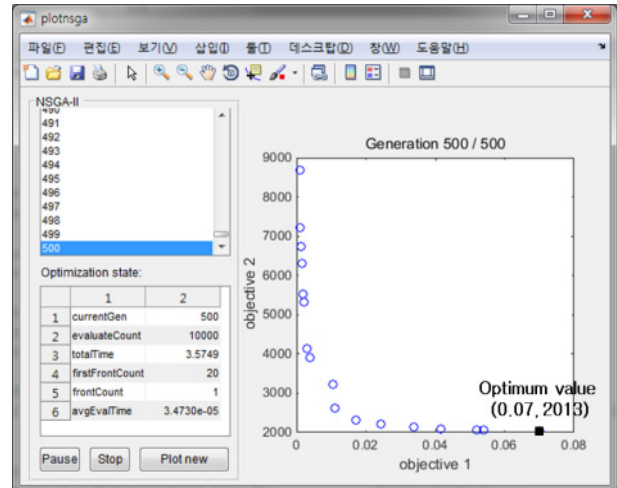 plotnsga
파일(F) 편집(E) 보기(V) 삽입(I) 툴(T) 데스크탑(D) 창(W) 도움말(H)
NSGA-II
490
491
492
493
494
495
496
497
498
499
500
Optimization state:
1 2
1 currentGen 500
2 evaluateCount 10000
3 totalTime 3.5749
4 firstFrontCount 20
5 frontCount 1
6 avgEvalTime 3.4730e-05
Pause Stop Plot new
Generation 500 / 500
9000
8000
7000
6000
5000
4000
3000
2000
objective 2
Optimum value
(0.07, 2013)
0 0.02 0.04 0.06 0.08
objective 1